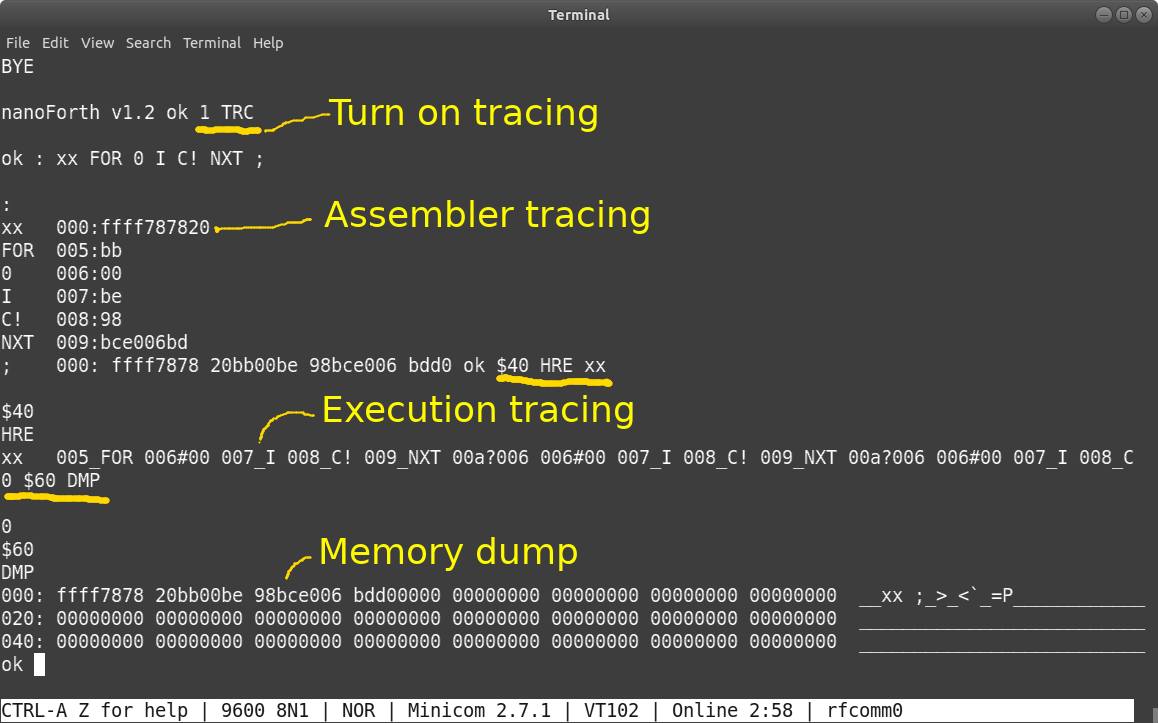 Terminal
File Edit View Search Terminal Help
BYE
nanoForth v1.2 ok 1 TRC
Turn on tracing
ok : xx FOR 0 I C! NXT ;
:
xx 000:ffff787820
Assembler tracing
FOR 005:bb
0 006:00
I 007:be
C! 008:98
NXT 009:bce006bd
; 000: ffff7878 20bb00be 98bce006 bdd0 ok $40 HRE xx
$40
Execution tracing
HRE
xx 005_FOR 006#00 007_I 008_C! 009_NXT 00a?006 006#00 007_I 008_C! 009_NXT 00a?006 006#00 007_I 008_C
0 $60 DMP
0
$60
Memory dump
DMP
000: ffff7878 20bb00be 98bce006 bdd00000 00000000 00000000 00000000 00000000 __xx ;_>_<`_=P____________
020: 00000000 00000000 00000000 00000000 00000000 00000000 00000000 00000000 __________________________
040: 00000000 00000000 00000000 00000000 00000000 00000000 00000000 00000000 __________________________
ok
CTRL-A Z for help | 9600 8N1 | NOR | Minicom 2.7.1 | VT102 | Online 2:58 | rfcomm0